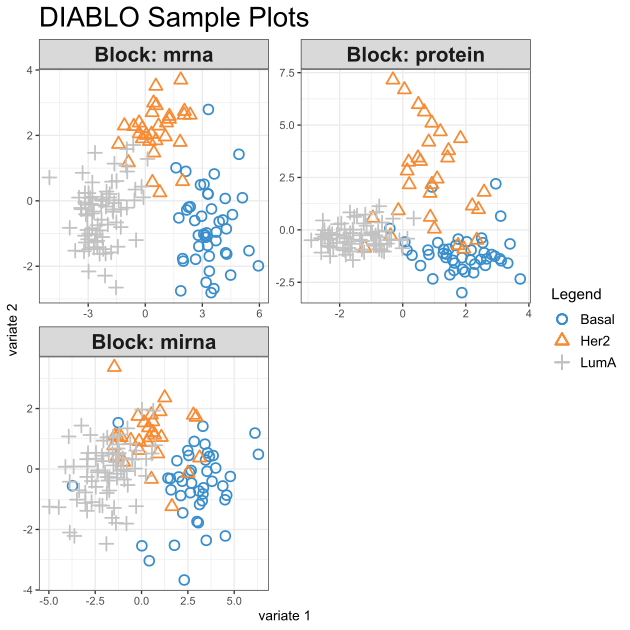 DIABLO Sample Plots
Block: mrna
Block: protein
4
2
0
-2
-3
0
3
6
7.5
5.0
2.5
0.0
-2.5
-2
0
2
4
variate 2
Legend
Basal
Her2
LumA
Block: mirna
2
0
-2
-4
-5.0
-2.5
0.0
2.5
5.0
variate 1